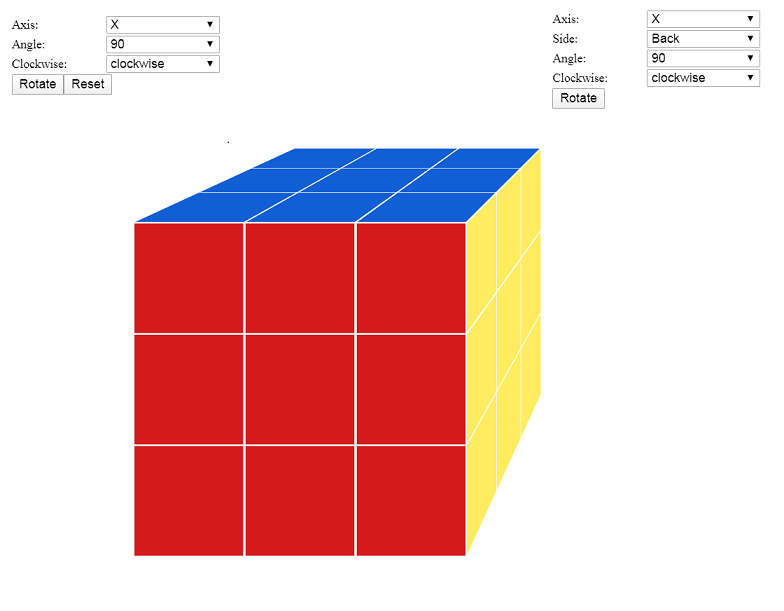 Axis: X
Angle: 90
Clockwise: clockwise
Rotate Reset
Axis: X
Side: Back
Angle: 90
Clockwise: clockwise
Rotate
.